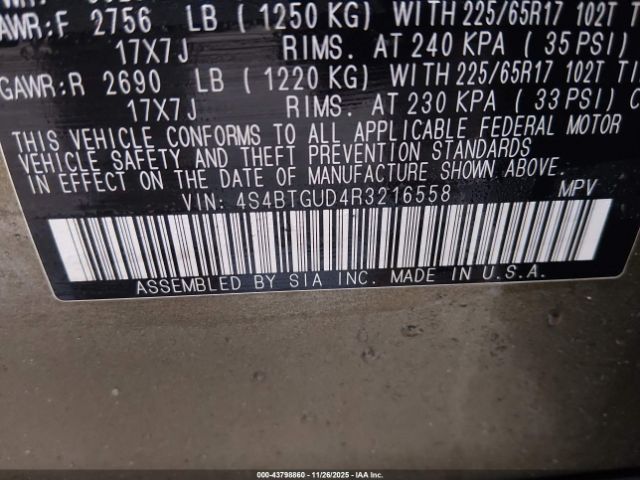 GAWR:F 2756 LB ( 1250 KG) WITH 225/65R17 102T
17X7J RIMS. AT 240 KPA ( 35 PSI)
GAWR:R 2690 LB ( 1220 KG) WITH 225/65R17 102T
17X7J RIMS. AT 230 KPA ( 33 PSI)
THIS VEHICLE CONFORMS TO ALL APPLICABLE FEDERAL MOTOR
VEHICLE SAFETY AND THEFT PREVENTION STANDARDS
IN EFFECT ON THE DATE OF MANUFACTURE SHOWN ABOVE.
VIN: 4S4BTGUD4R3216558 MPV
ASSEMBLED BY SIA INC. MADE IN U.S.A.
000-43798860 - 11/26/2025 - IAA Corp.